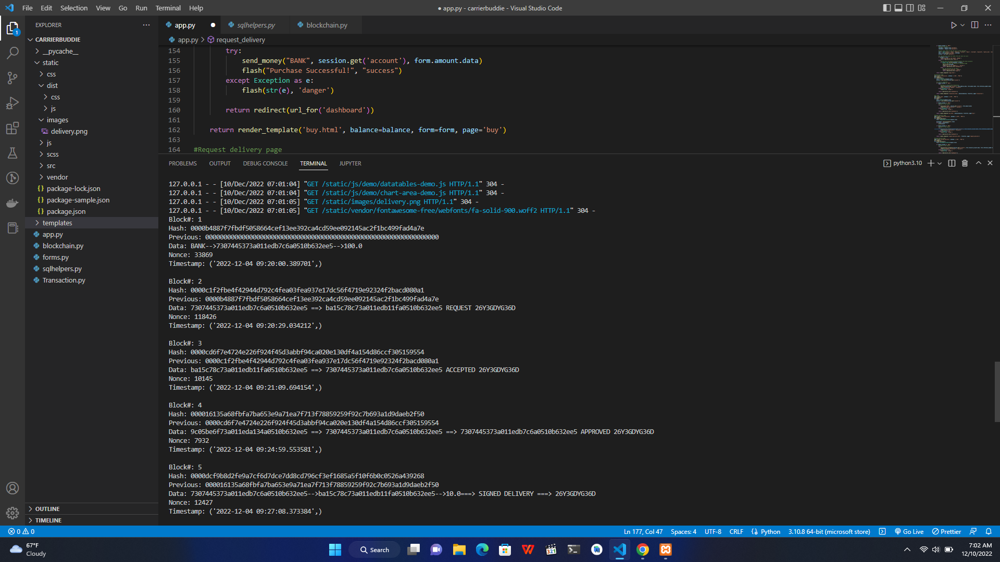 File Edit Selection View Go Run Terminal Help
● app.py - carrierbuddie - Visual Studio Code
EXPLORER
1
CARRIERBUDDIE
__pycache__
static
css
dist
css
js
images
delivery.png
js
scss
src
vendor
package-lock.json
package-sample.json
package.json
templates
app.py
blockchain.py
forms.py
sqlhelpers.py
Transaction.py
OUTLINE
TIMELINE
app.py ● sqlhelpers.py blockchain.py
app.py > request_delivery
154 try:
155 send_money("BANK", session.get('account'), form.amount.data)
156 flash("Purchase Successful!", "success")
157 except Exception as e:
158 flash(str(e), 'danger')
159
160 return redirect(url_for('dashboard'))
161
162 return render_template('buy.html', balance=balance, form=form, page='buy')
163
164 #Request delivery page
PROBLEMS OUTPUT DEBUG CONSOLE TERMINAL JUPYTER
python3.10
127.0.0.1 - - [10/Dec/2022 07:01:04] "GET /static/js/demo/datatables-demo.js HTTP/1.1" 304 -
127.0.0.1 - - [10/Dec/2022 07:01:04] "GET /static/js/demo/chart-area-demo.js HTTP/1.1" 304 -
127.0.0.1 - - [10/Dec/2022 07:01:05] "GET /static/images/delivery.png HTTP/1.1" 304 -
127.0.0.1 - - [10/Dec/2022 07:01:05] "GET /static/vendor/fontawesome-free/webfonts/fa-solid-900.woff2 HTTP/1.1" 304 -
Block#: 1
Hash: 0000b4887f7fbdf5058664cef13ee392ca4cd59ee092145ac2f1bc499fad4a7e
Previous: 0000000000000000000000000000000000000000000000000000000000000000
Data: BANK-->7307445373a011edb7c6a0510b632ee5-->100.0
Nonce: 33869
Timestamp: ('2022-12-04 09:20:00.389701',)
Block#: 2
Hash: 0000c1f2fbe4f42944d792c4fea03fea937e17dc56f4719e92324f2bacd080a1
Previous: 0000b4887f7fbdf5058664cef13ee392ca4cd59ee092145ac2f1bc499fad4a7e
Data: 7307445373a011edb7c6a0510b632ee5 ==> ba15c78c73a011edb11fa0510b632ee5 REQUEST 26Y3GDYG36D
Nonce: 118426
Timestamp: ('2022-12-04 09:20:29.034212',)
Block#: 3
Hash: 0000cd6f7e4724e226f924f45d3abbf94ca020e130df4a154d86ccf305159554
Previous: 0000c1f2fbe4f42944d792c4fea03fea937e17dc56f4719e92324f2bacd080a1
Data: ba15c78c73a011edb11fa0510b632ee5 ==> 7307445373a011edb7c6a0510b632ee5 ACCEPTED 26Y3GDYG36D
Nonce: 10145
Timestamp: ('2022-12-04 09:21:09.694154',)
Block#: 4
Hash: 000016135a68fbfa7ba653e9a71ea7f713f78859259f92c7b693a1d9daeb2f50
Previous: 0000cd6f7e4724e226f924f45d3abbf94ca020e130df4a154d86ccf305159554
Data: 9c05be6f73a011eda134a0510b632ee5 ==> 7307445373a011edb7c6a0510b632ee5 ==> 7307445373a011edb7c6a0510b632ee5 APPROVED 26Y3GDYG36D
Nonce: 7932
Timestamp: ('2022-12-04 09:24:59.553581',)
Block#: 5
Hash: 0000dcf9b8d2fe9a7cf6d7dce7dd8cd796cf3ef1685a5f10f6b0c0526a439268
Previous: 000016135a68fbfa7ba653e9a71ea7f713f78859259f92c7b693a1d9daeb2f50
Data: 7307445373a011edb7c6a0510b632ee5-->ba15c78c73a011edb11fa0510b632ee5-->10.0===> SIGNED DELIVERY ===> 26Y3GDYG36D
Nonce: 12427
Timestamp: ('2022-12-04 09:27:08.373384',)
0 0
Ln 177, Col 47 Spaces: 4 UTF-8 CRLF Python 3.10.8 64-bit (microsoft store) Go Live Prettier
67°F
Cloudy
Search
321
7:02 AM
12/10/2022